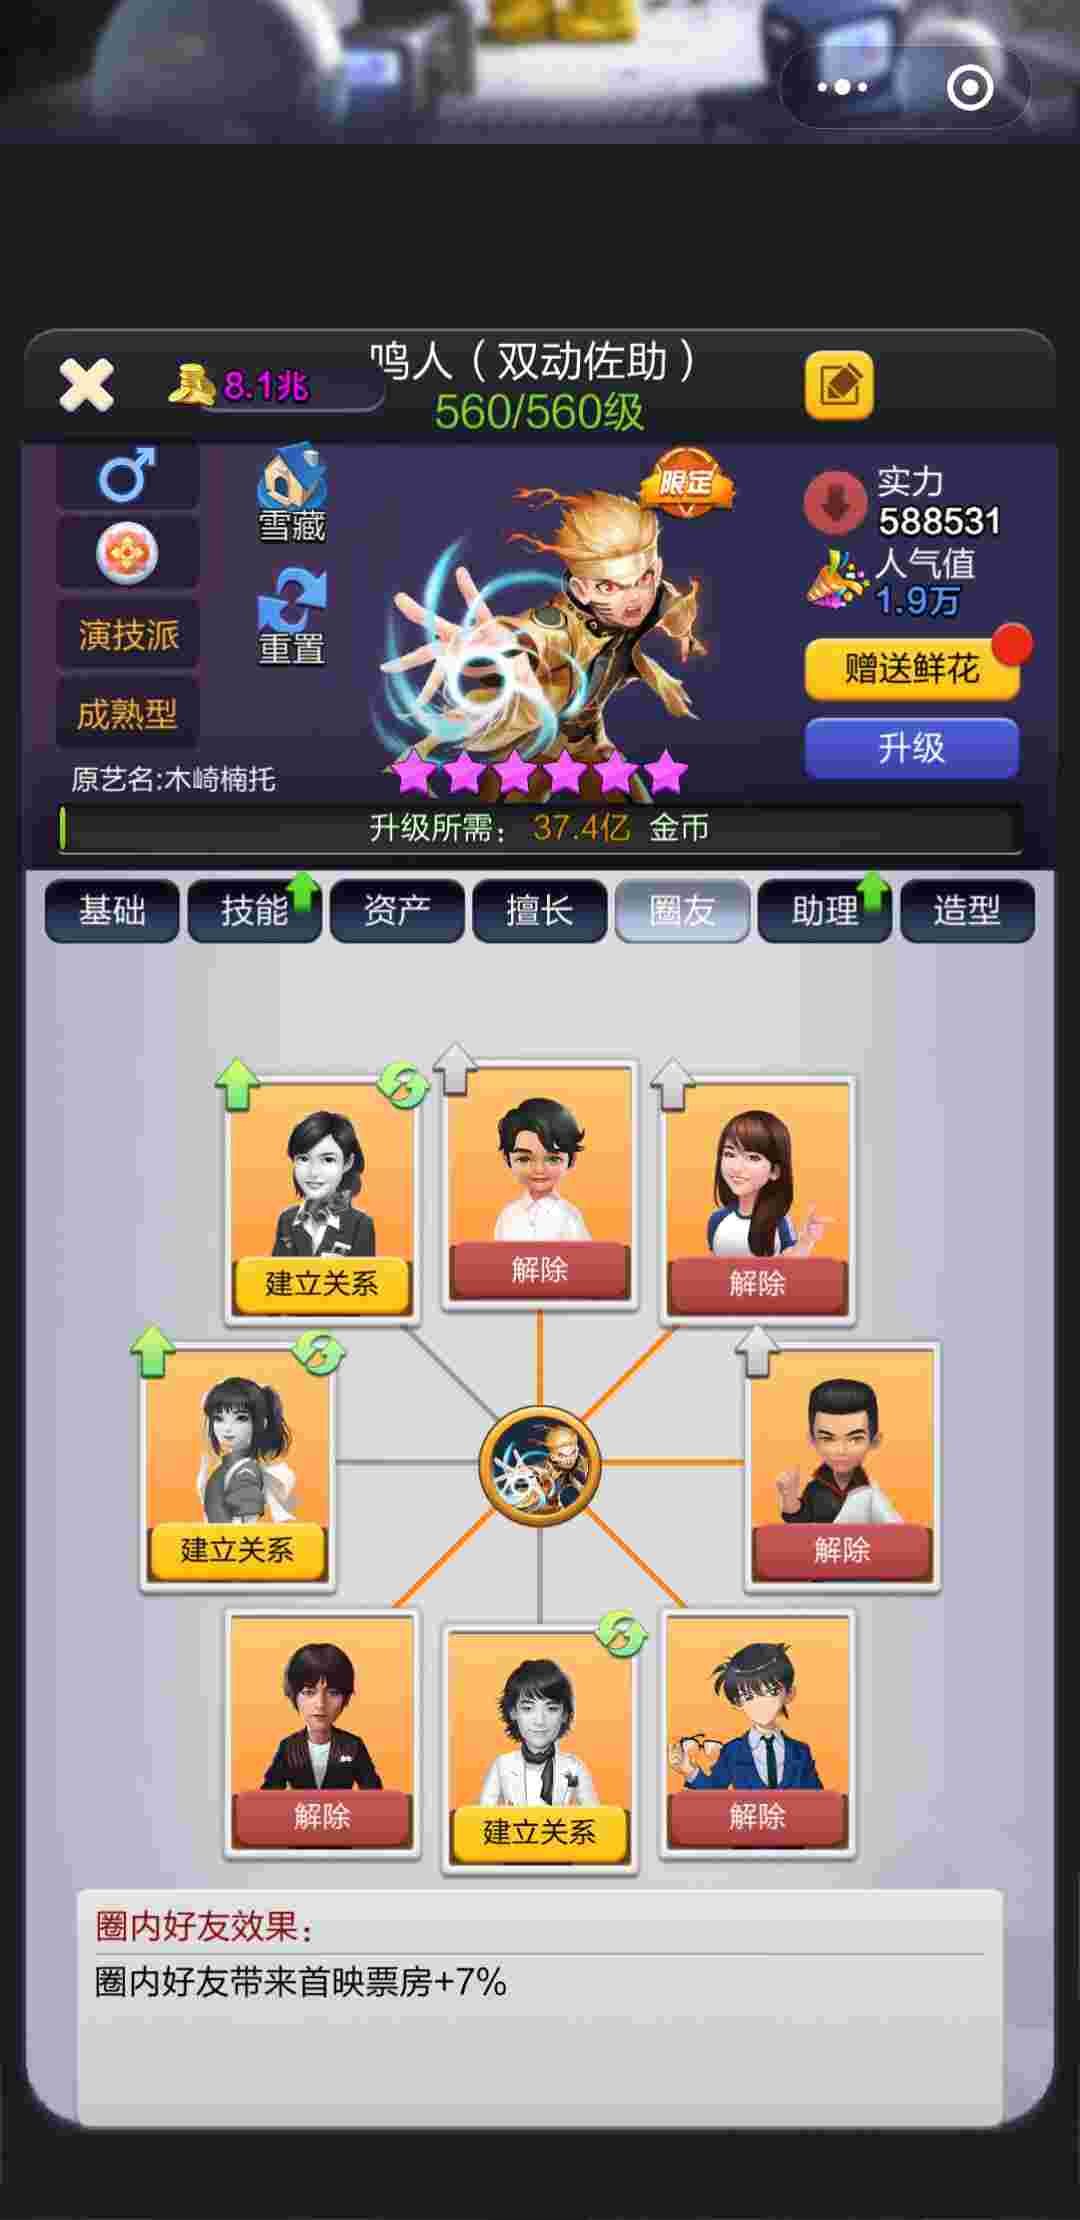 鸣人（双动佐助）
8.1兆
560/560级
限定
实力
588531
雪藏
人气值
1.9万
演技派
重置
赠送鲜花
成熟型
升级
原艺名:木崎楠托
升级所需： 37.4亿 金币
基础 技能 资产 擅长 圈友 助理 造型
建立关系 解除 解除
建立关系 解除
解除 建立关系 解除
圈内好友效果：
圈内好友带来首映票房+7%